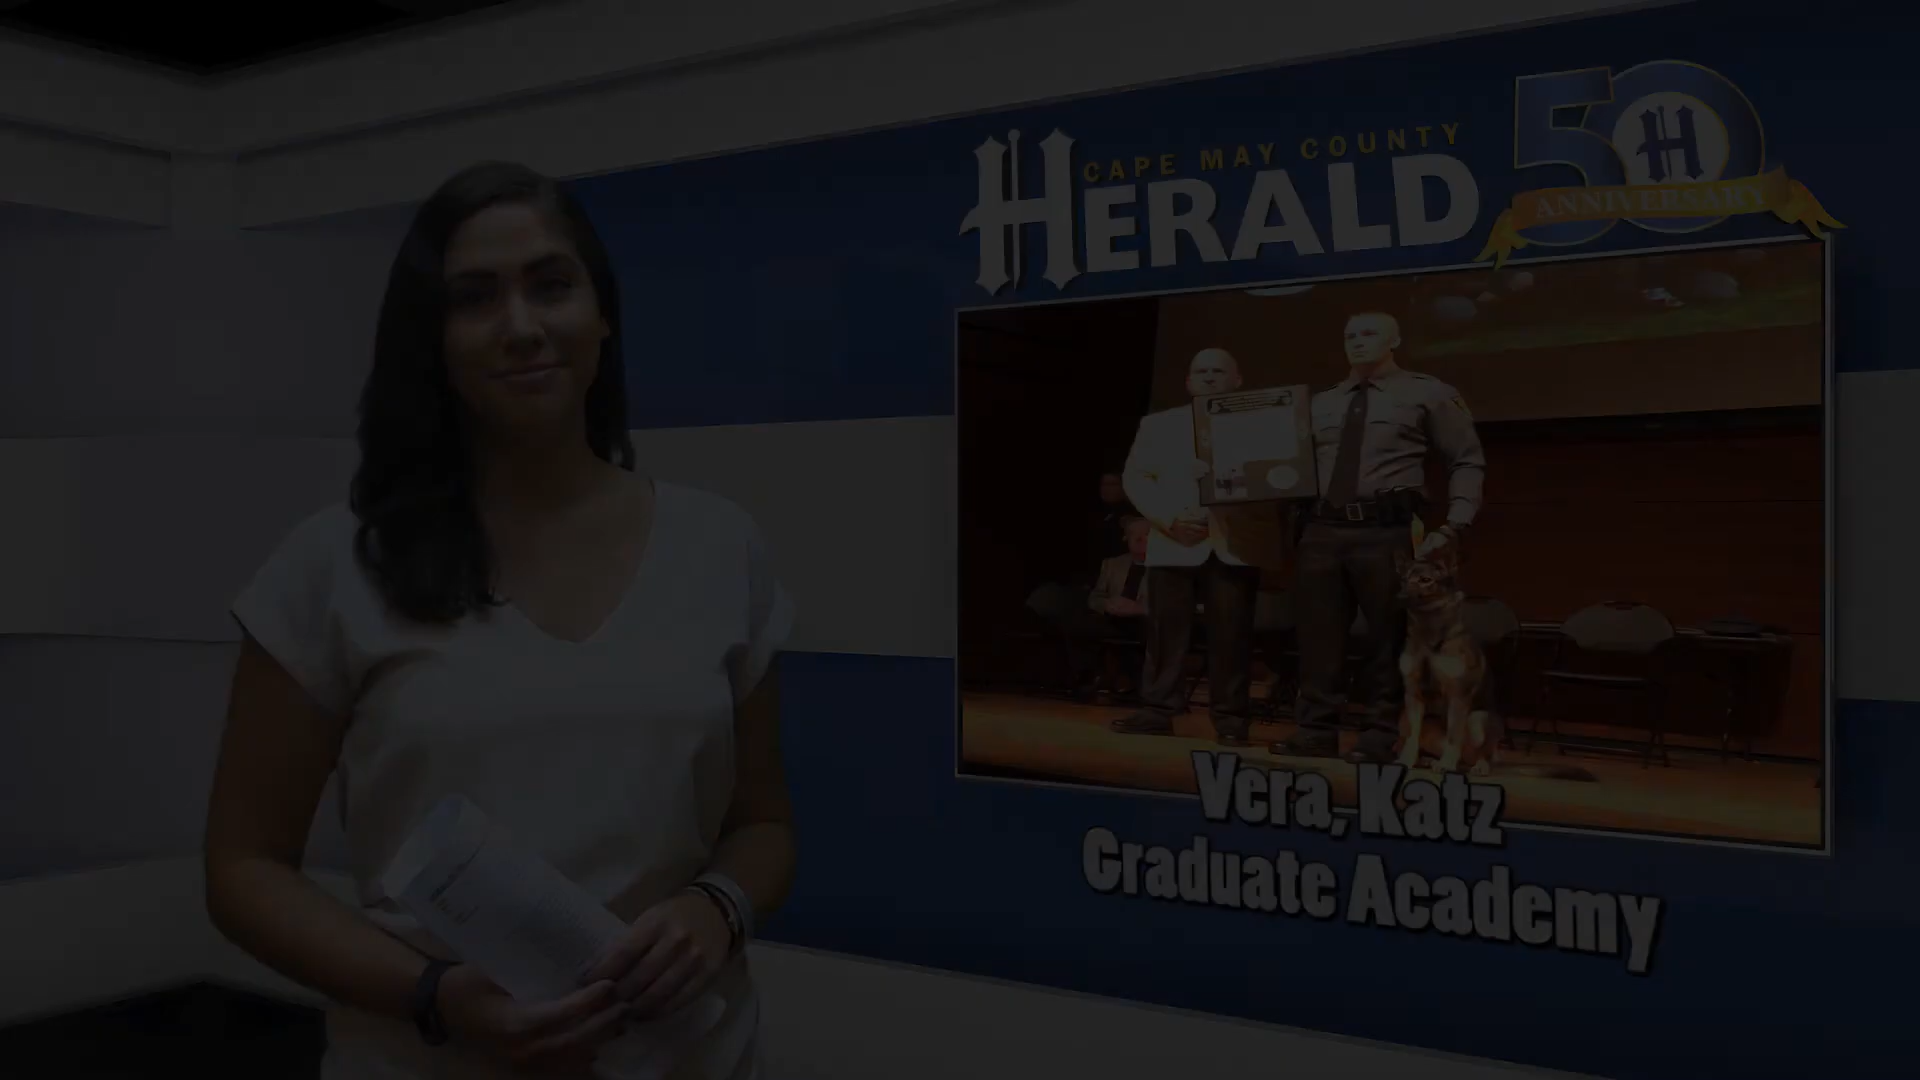 CAPE MAY COUNTY
HERALD
50
H
ANNIVERSARY
Vera, Katz
Graduate Academy